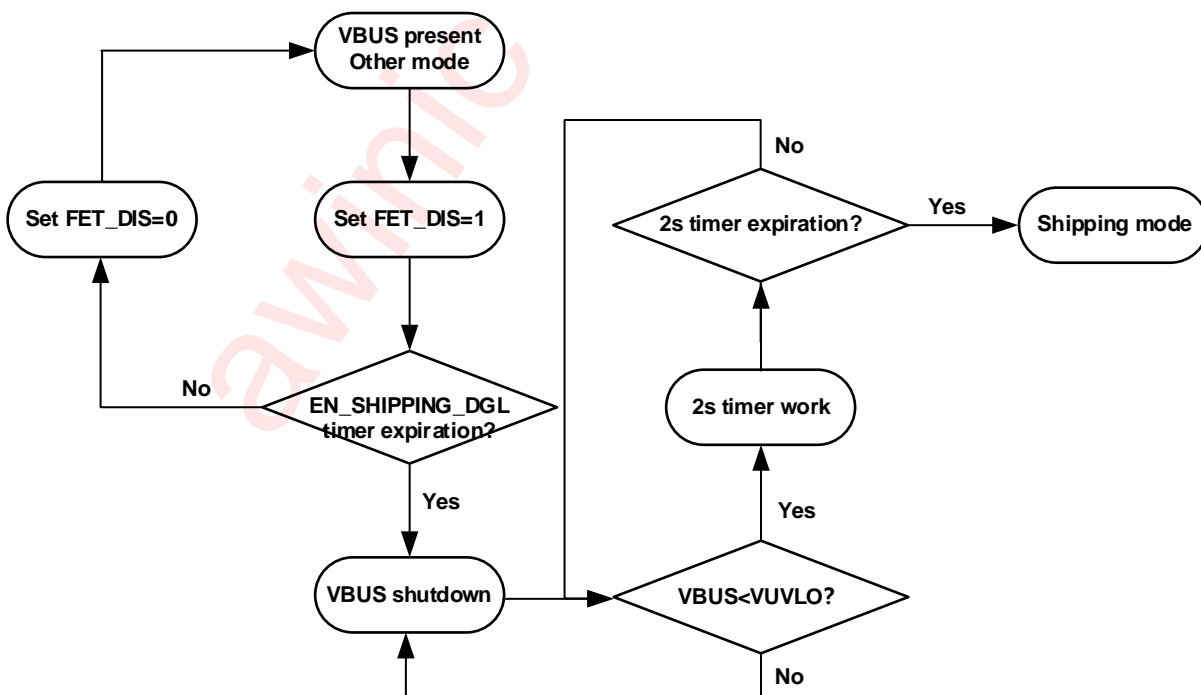 VBUS present
Other mode
Set FET_DIS=0
Set FET_DIS=1
No
EN_SHIPPING_DGL
timer expiration?
Yes
VBUS shutdown
VBUS<VUVLO?
No
Yes
2s timer work
2s timer expiration?
No
Yes
Shipping mode
awinic